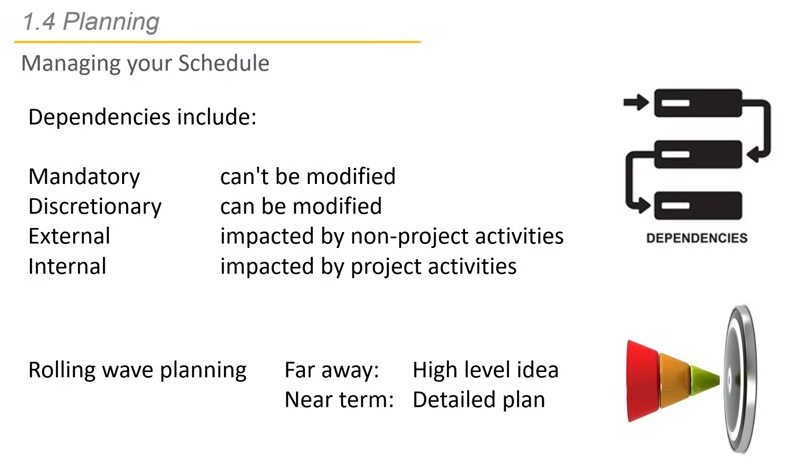 1.4 Planning
Managing your Schedule
Dependencies include:
Mandatory can't be modified
Discretionary can be modified
External impacted by non-project activities
Internal impacted by project activities
DEPENDENCIES
Rolling wave planning Far away: High level idea
Near term: Detailed plan